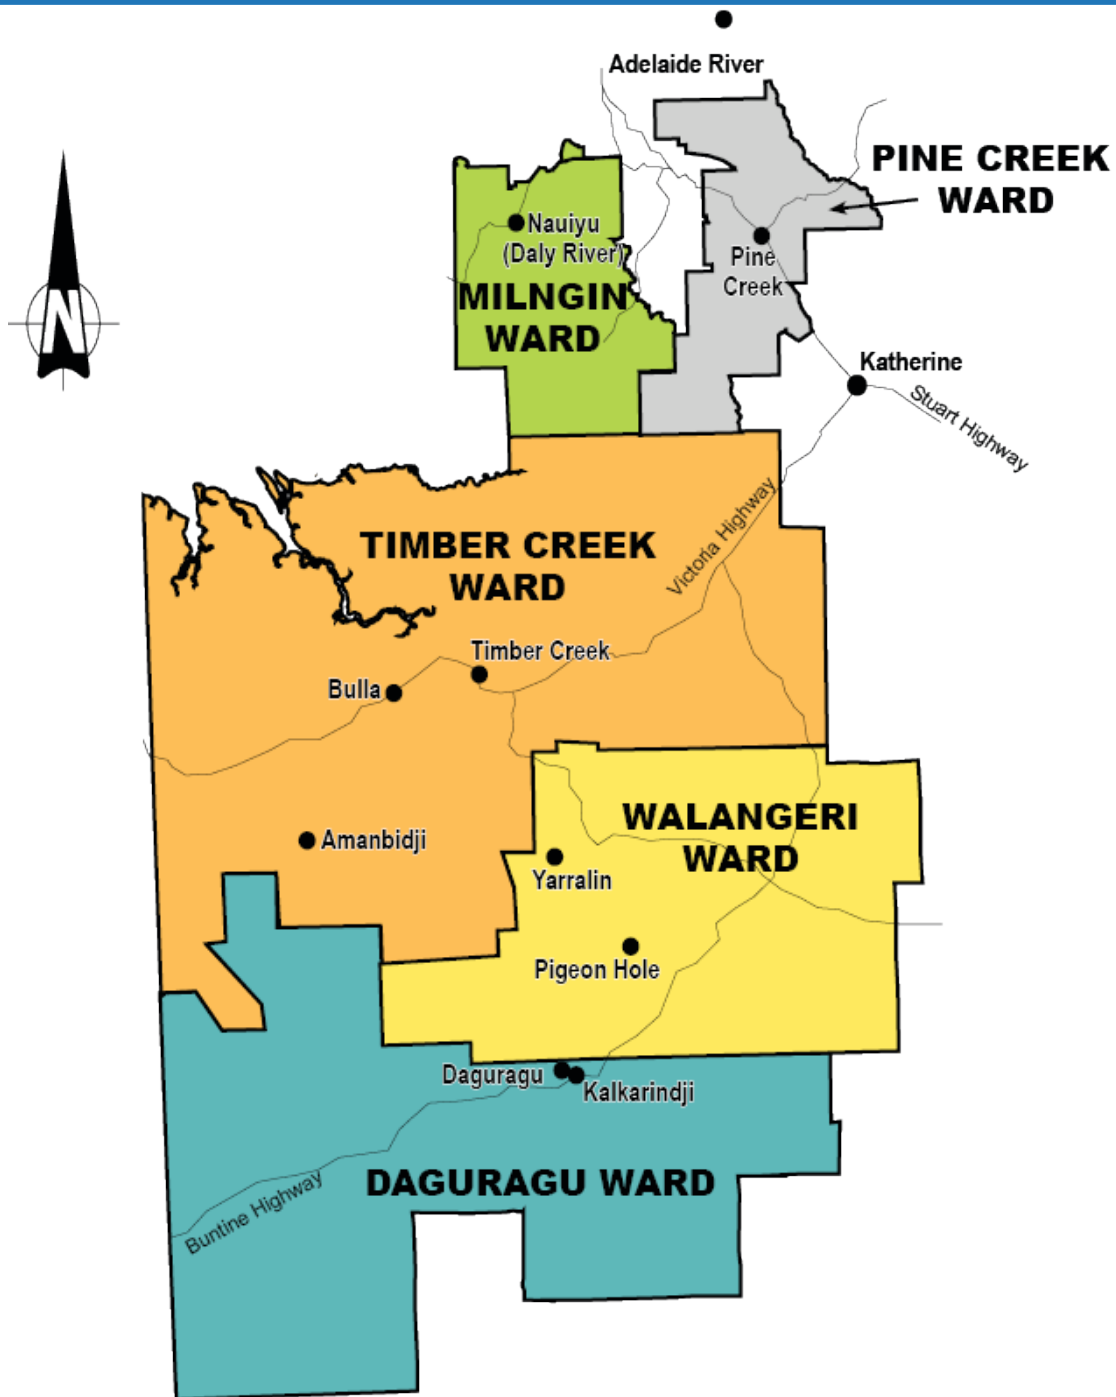 Adelaide River
PINE CREEK
WARD
Nauiyu
(Daly River)
Pine
Creek
MILNGIN
WARD
N
Katherine
Stuart Highway
Victoria Highway
TIMBER CREEK
WARD
Timber Creek
Bulla
WALANGERI
WARD
Amanbidji
Yarralin
Pigeon Hole
Daguragu
Kalkarindji
DAGURAGU WARD
Buntine Highway